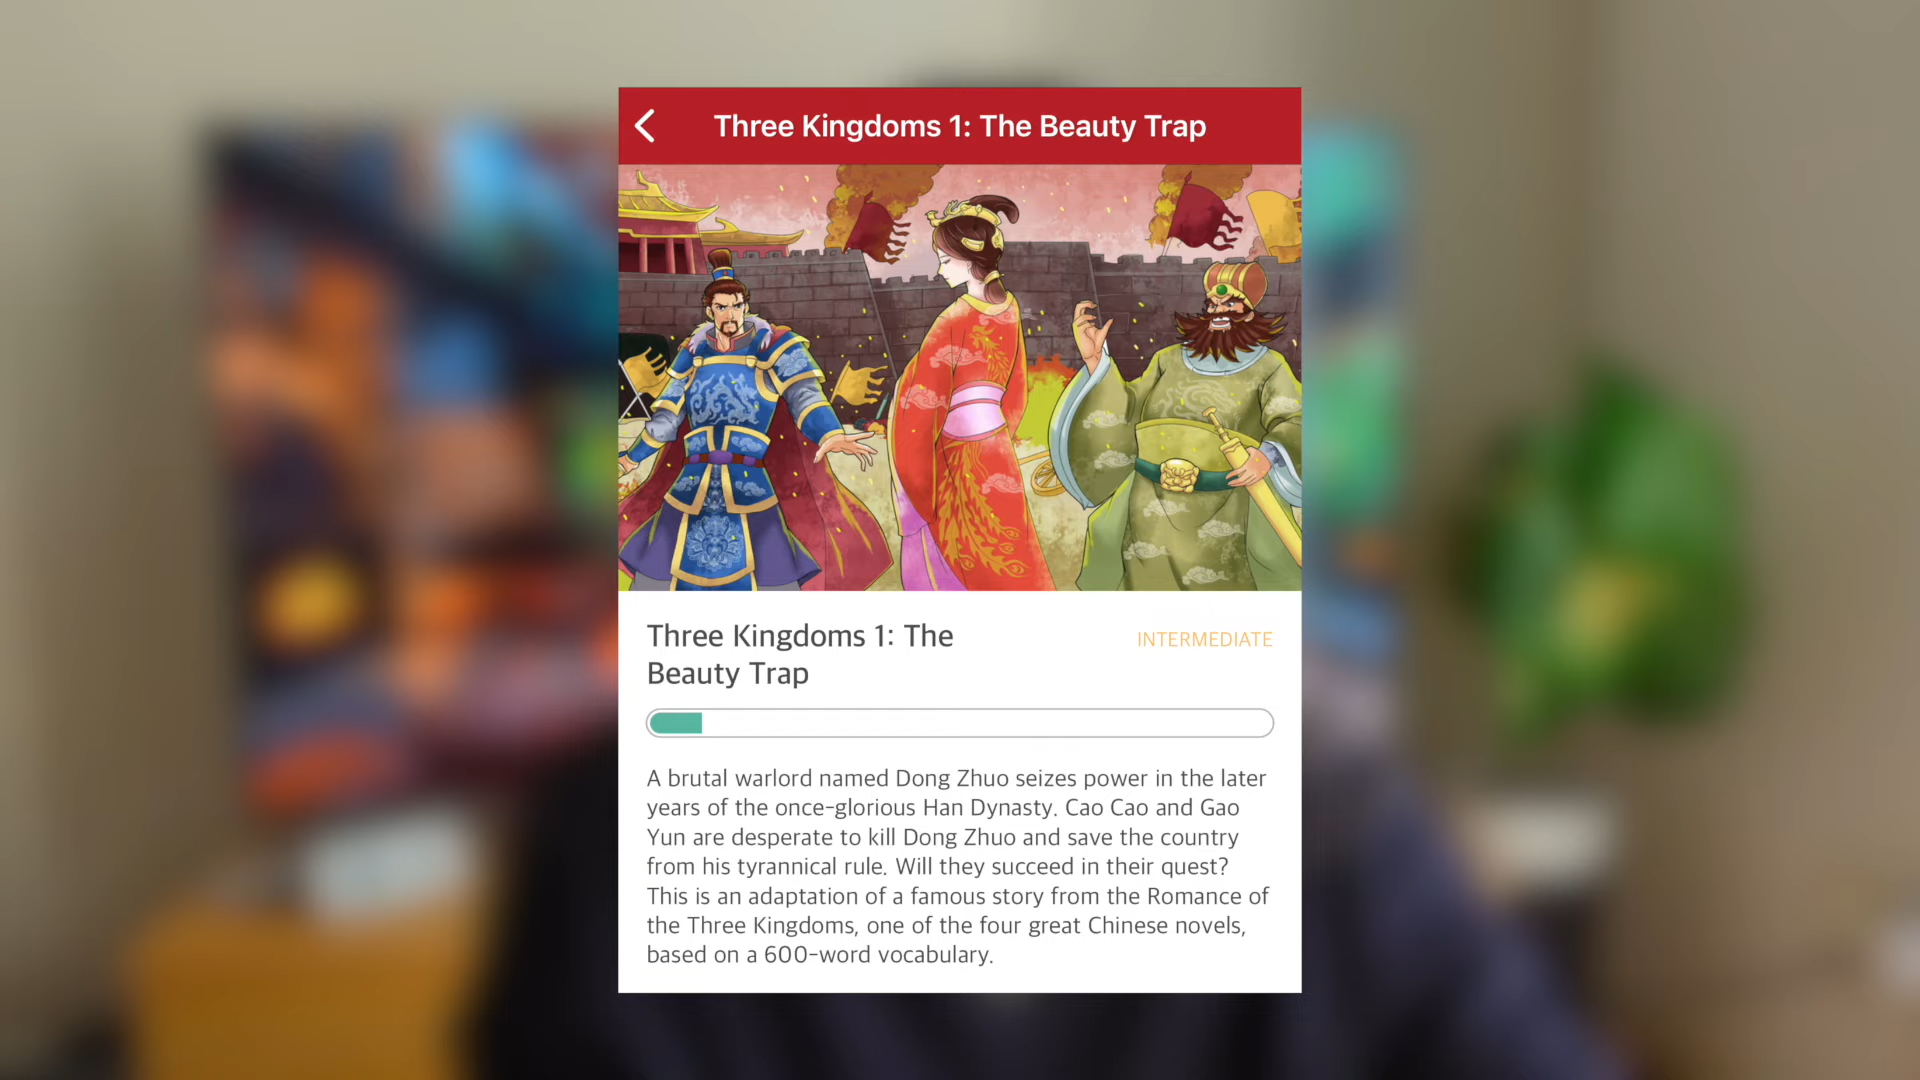 Three Kingdoms 1: The Beauty Trap
Three Kingdoms 1: The
Beauty Trap
INTERMEDIATE
A brutal warlord named Dong Zhuo seizes power in the later
years of the once-glorious Han Dynasty. Cao Cao and Gao
Yun are desperate to kill Dong Zhuo and save the country
from his tyrannical rule. Will they succeed in their quest?
This is an adaptation of a famous story from the Romance of
the Three Kingdoms, one of the four great Chinese novels,
based on a 600-word vocabulary.